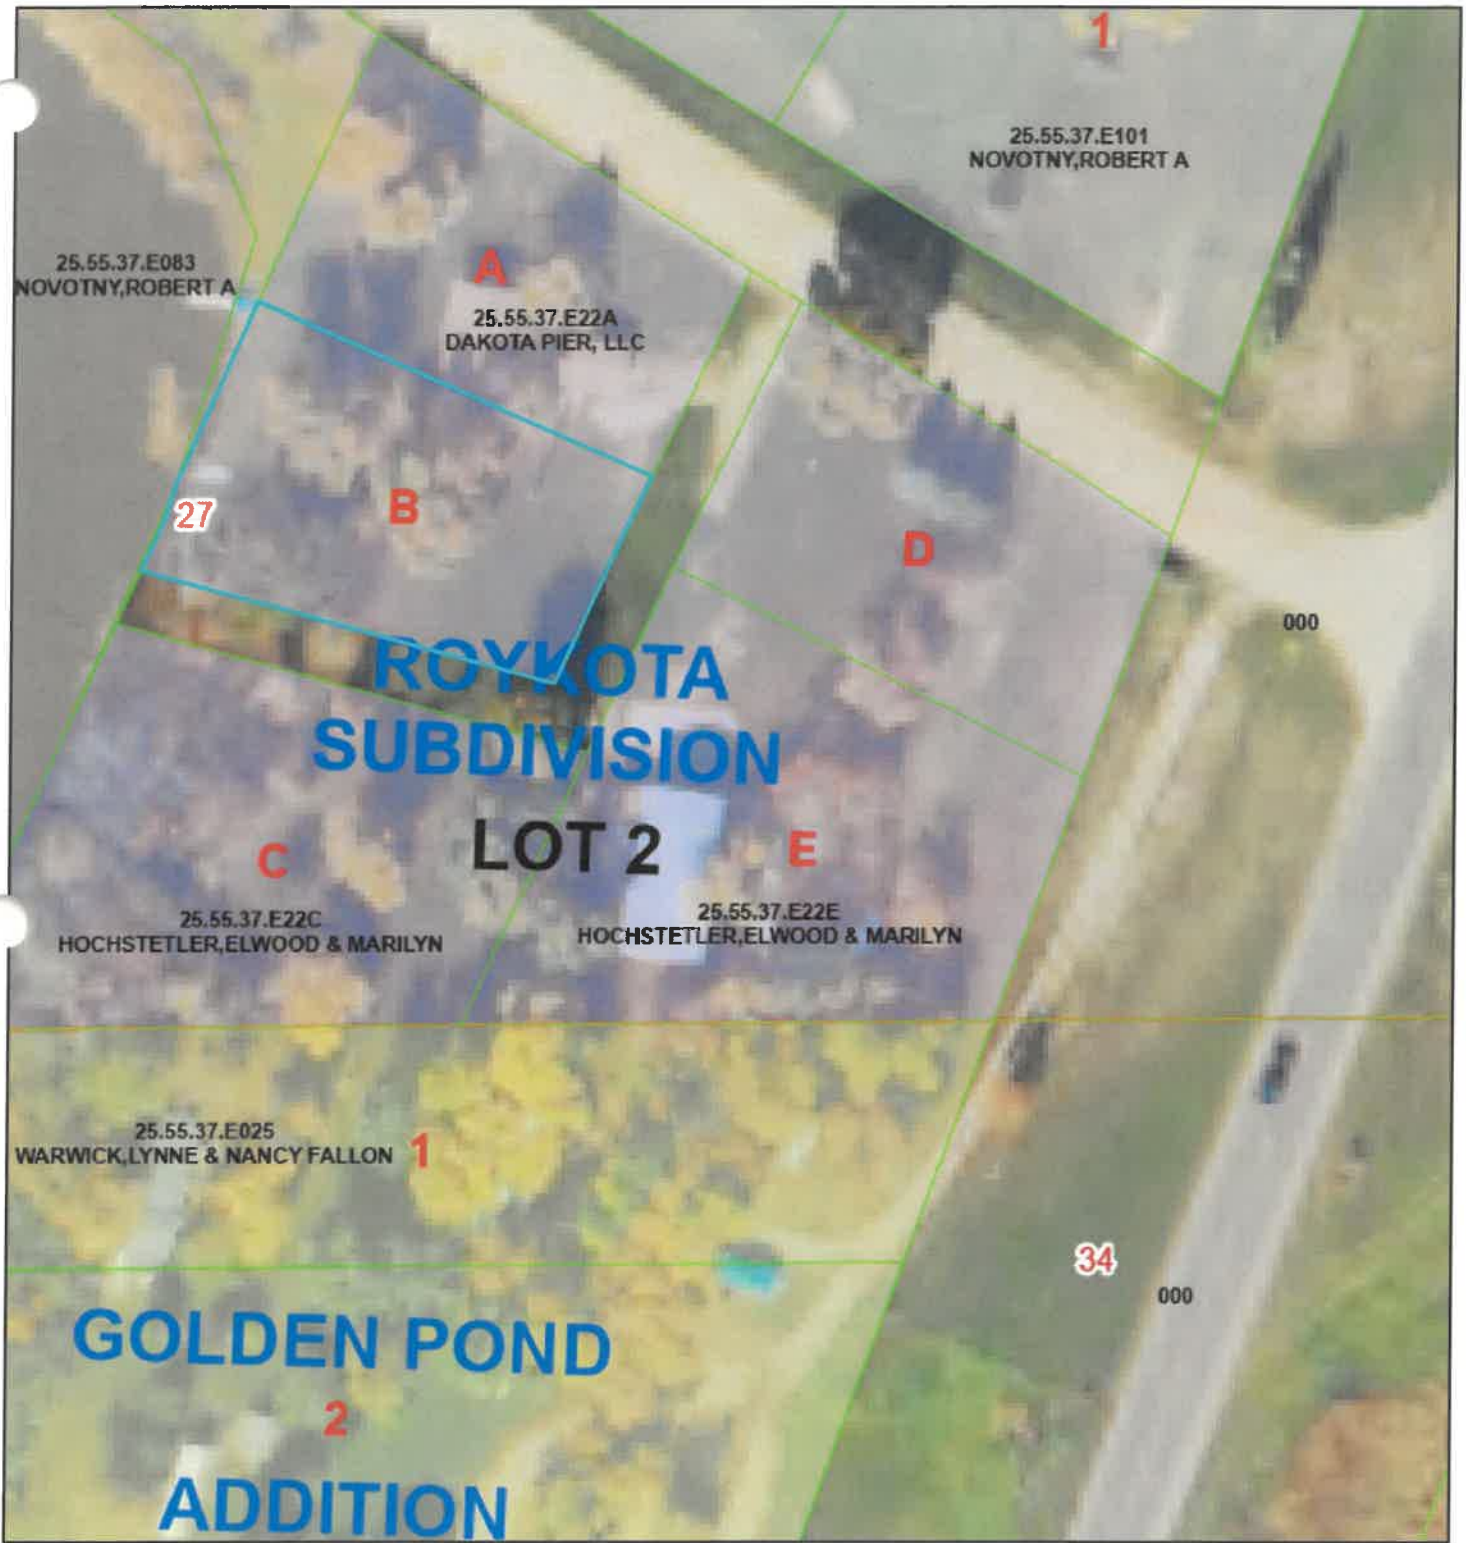 1
25.55.37.E101
NOVOTNY,ROBERT A
25.55.37.E083
NOVOTNY,ROBERT A
A
25.55.37.E22A
DAKOTA PIER, LLC
B
27
D
000
ROYKOTA
SUBDIVISION
LOT 2
C
E
25.55.37.E22C
HOCHSTETLER,ELWOOD & MARILYN
25.55.37.E22E
HOCHSTETLER,ELWOOD & MARILYN
25.55.37.E025
WARWICK,LYNNE & NANCY FALLON
1
34
000
GOLDEN POND
2
ADDITION